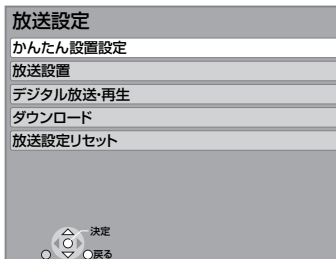 放送設定
かんたん設置設定
放送設置
デジタル放送・再生
ダウンロード
放送設定リセット
決定
戻る